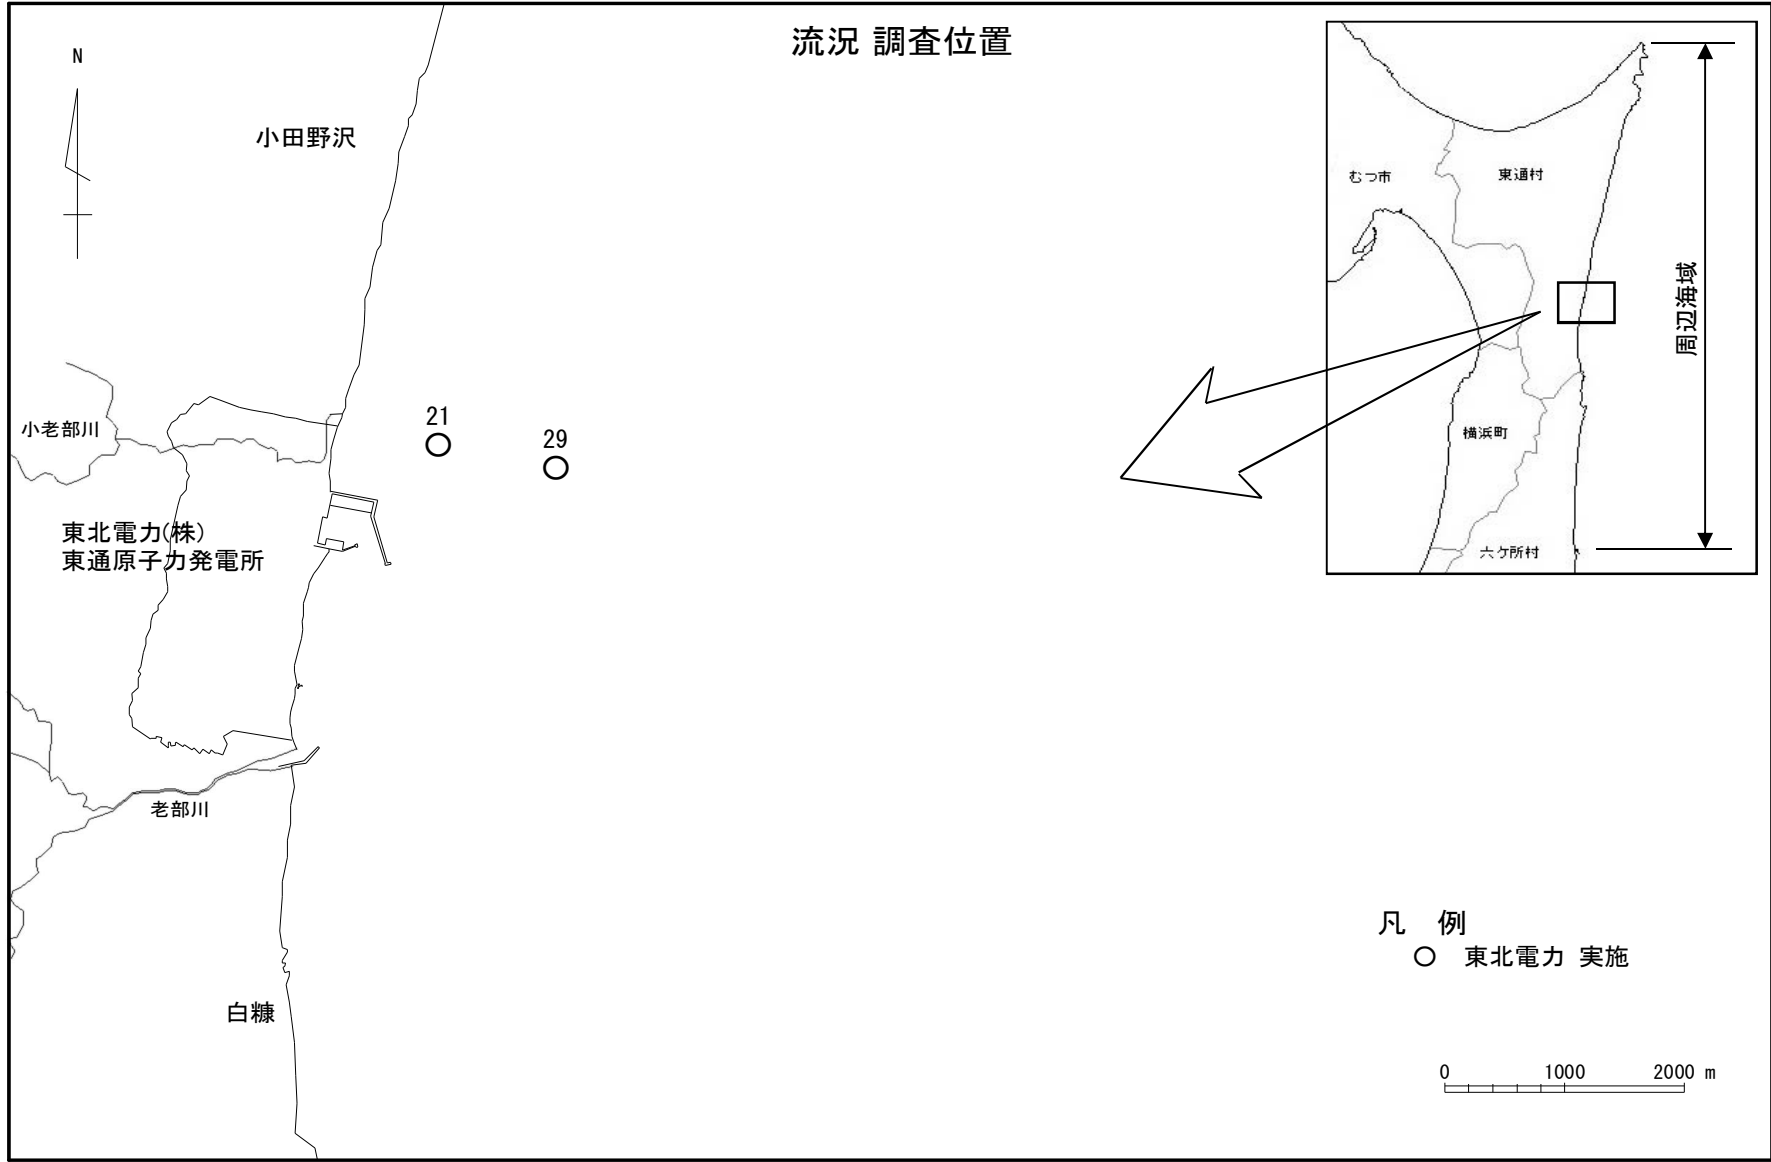 流況 調査位置
N
小田野沢
むつ市
東通村
周辺海域
小老部川
21
29
横浜町
東北電力(株)
東通原子力発電所
六ケ所村
老部川
凡 例
○ 東北電力 実施
白糠
0 1000 2000 m